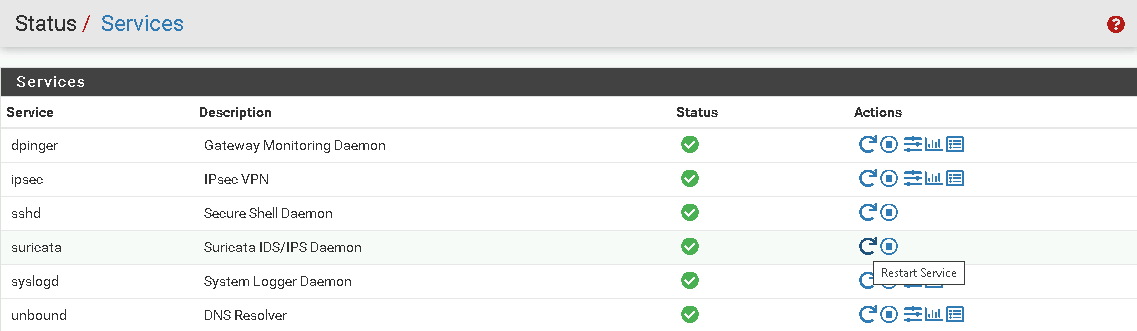 Status / Services
Services
Service Description Status Actions
dpinger Gateway Monitoring Daemon
ipsec IPsec VPN
sshd Secure Shell Daemon
suricata Suricata IDS/IPS Daemon
Restart Service
syslogd System Logger Daemon
unbound DNS Resolver